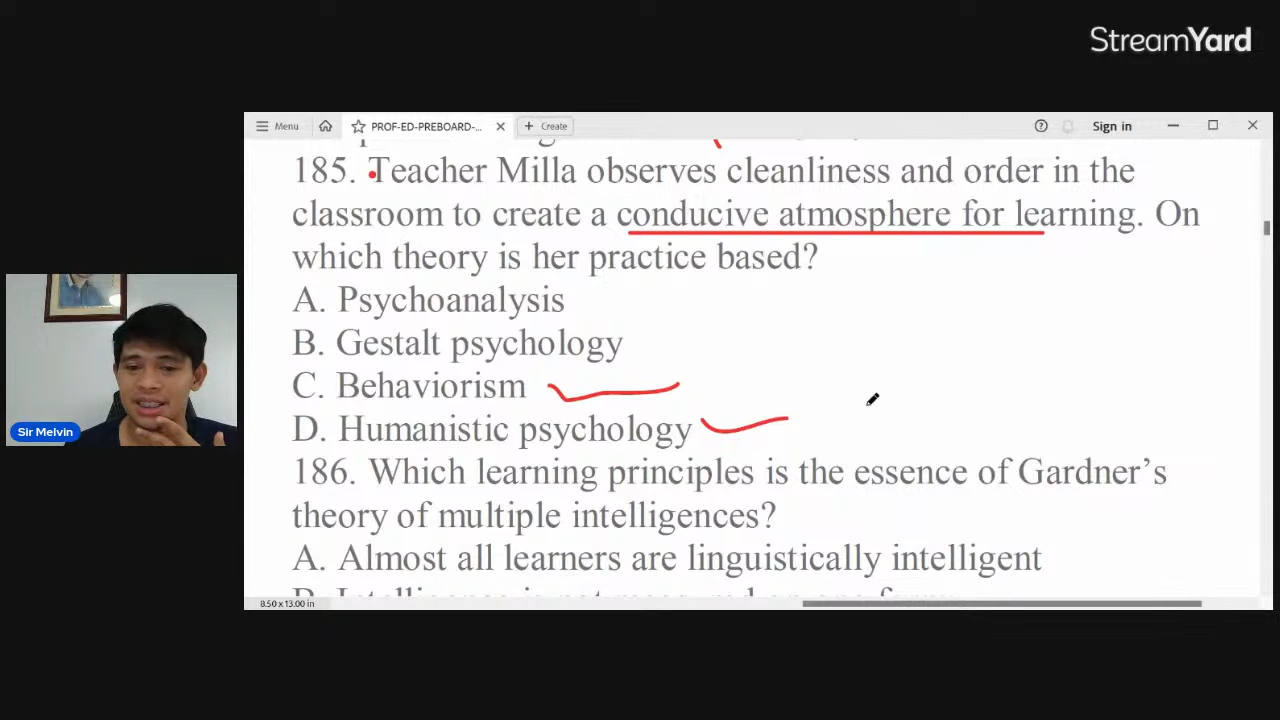 StreamYard
Menu
PROF-ED-PREBOARD-...
Create
Sign in
185. Teacher Milla observes cleanliness and order in the
classroom to create a conducive atmosphere for learning. On
which theory is her practice based?
A. Psychoanalysis
B. Gestalt psychology
C. Behaviorism
D. Humanistic psychology
Sir Melvin
186. Which learning principles is the essence of Gardner’s
theory of multiple intelligences?
A. Almost all learners are linguistically intelligent
8.50 x 13.00 in